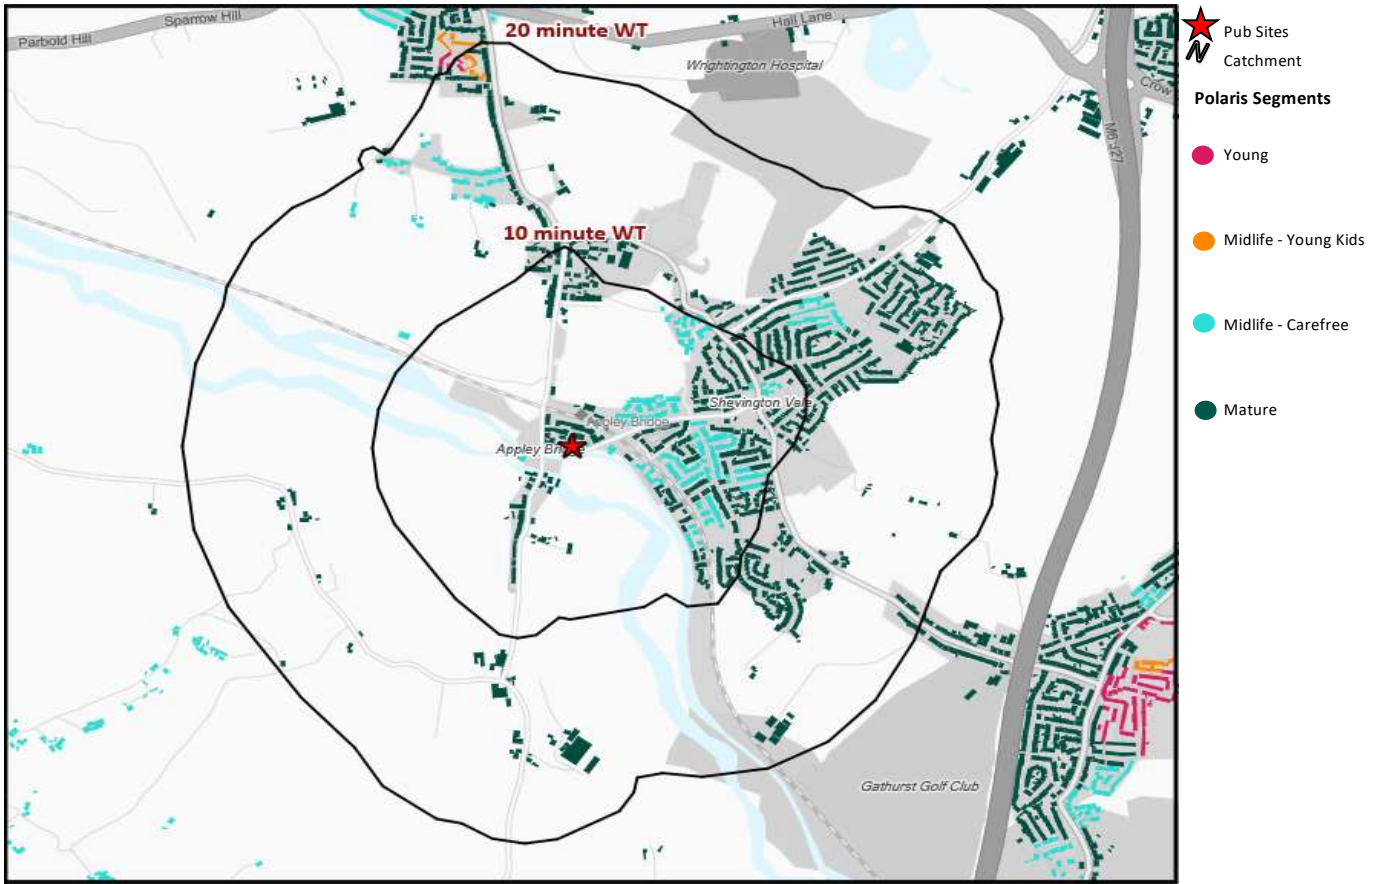 Sparrow Hill
Parbold Hill
20 minute WT
Hall Lane
Wrightington Hospital
Crow
M6 J27
10 minute WT
Shevington Vale
Appley Bridge
Appley Bridge
Gathurst Golf Club
Pub Sites
Catchment
Polaris Segments
Young
Midlife - Young Kids
Midlife - Carefree
Mature